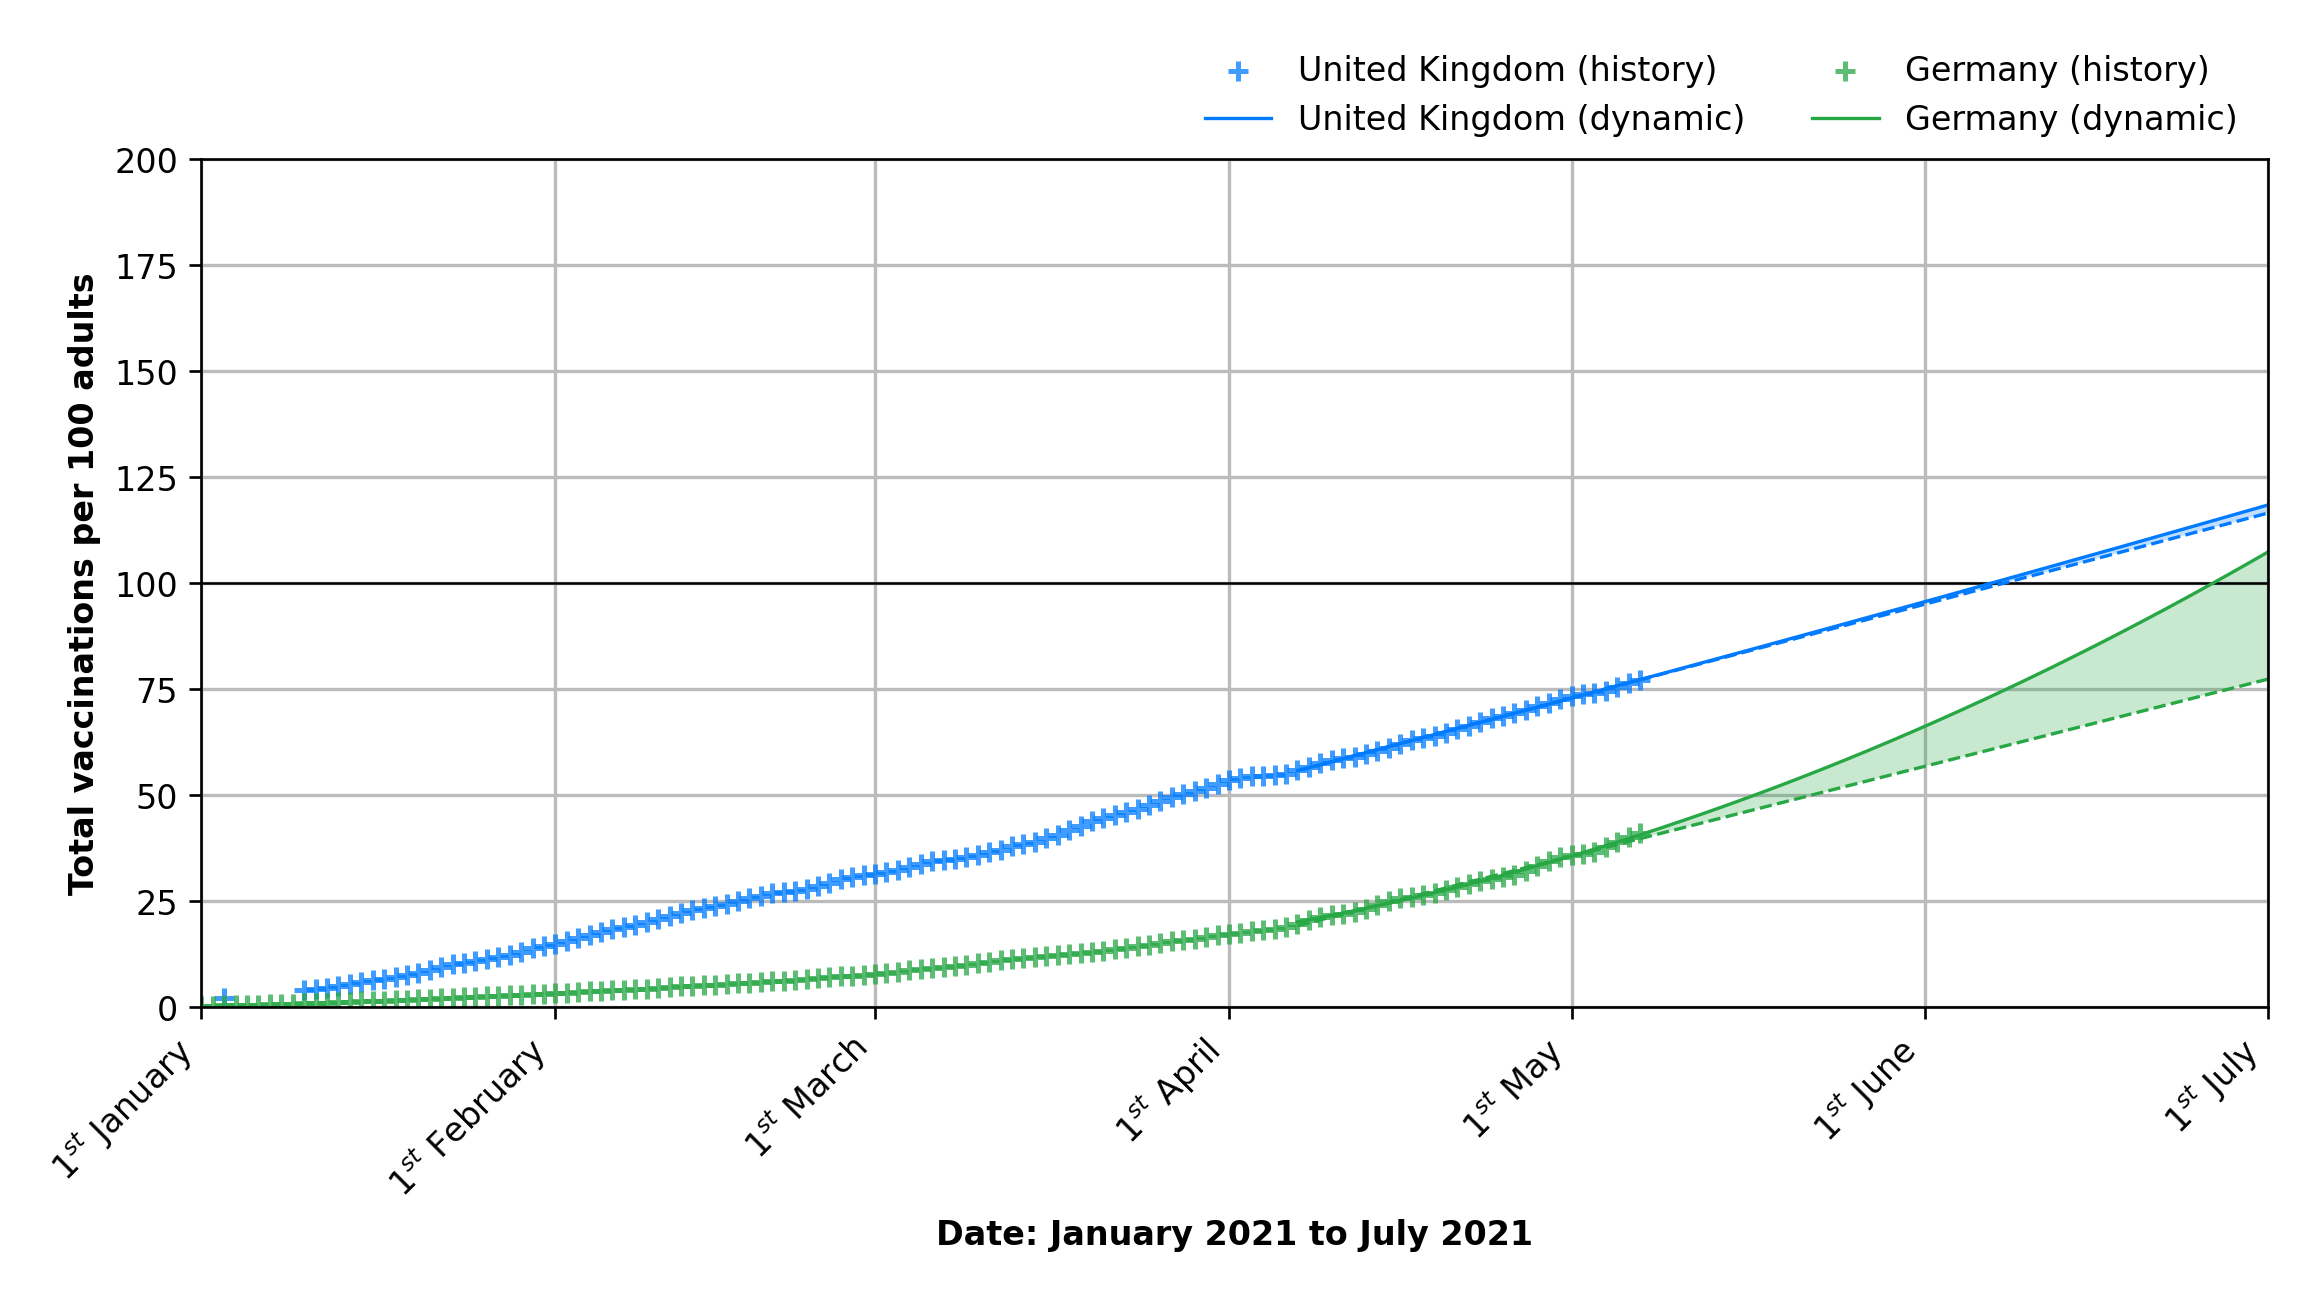 United Kingdom (history)
United Kingdom (dynamic)
Germany (history)
Germany (dynamic)
Total vaccinations per 100 adults
200
175
150
125
100
75
50
25
0
1st January
1st February
1st March
1st April
1st May
1st June
1st July
Date: January 2021 to July 2021